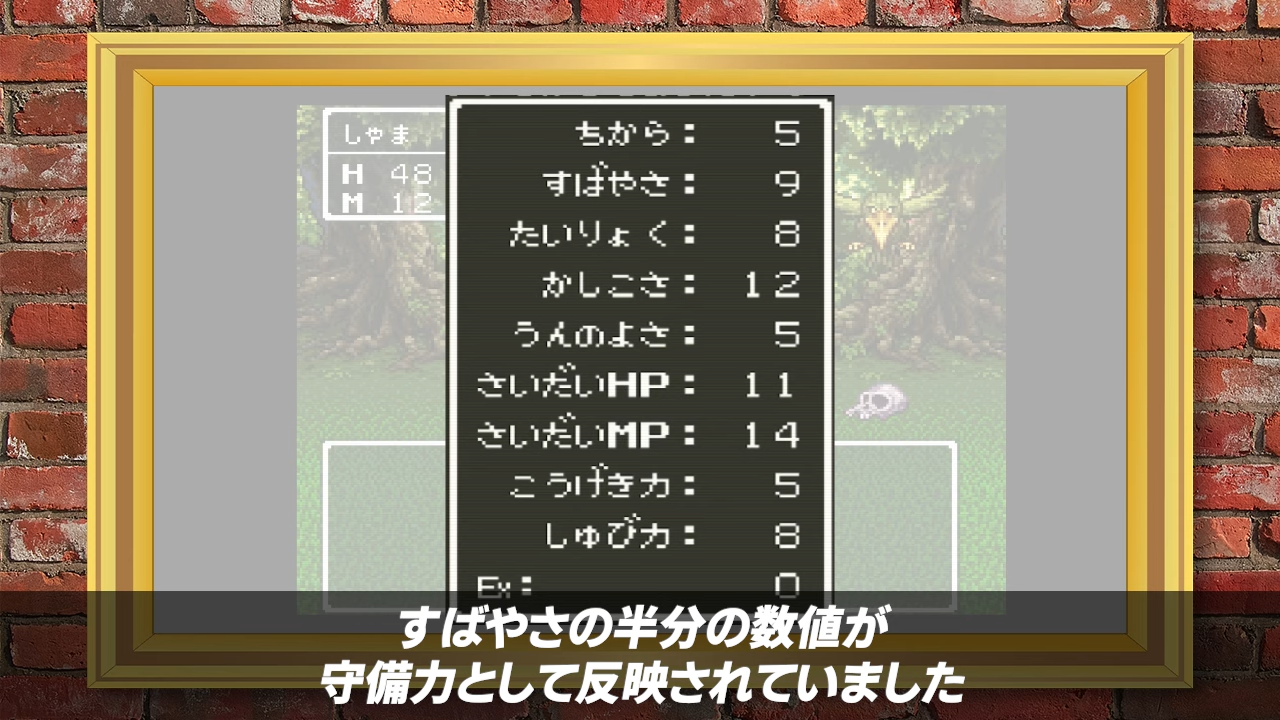 しゃま
H 48
M 12
ちから： 5
すばやさ： 9
たいりょく： 8
かしこさ： 12
うんのよさ： 5
さいだいHP： 11
さいだいMP： 14
こうげき力： 5
しゅび力： 8
Ex： 0
すばやさの半分の数値が
守備力として反映されていました